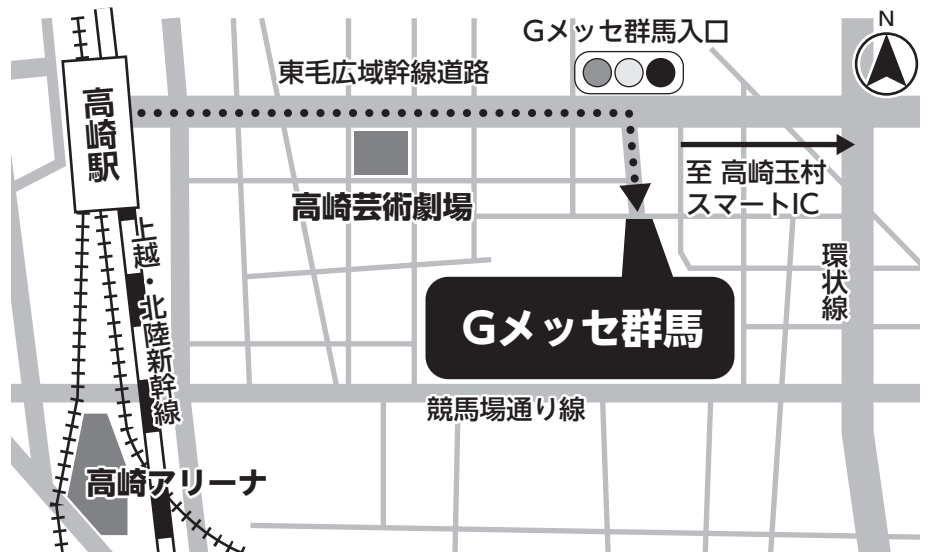 Gメッセ群馬入口
N
東毛広域幹線道路
高崎駅
至 高崎玉村
スマートIC
高崎芸術劇場
上越・北陸新幹線
環状線
Gメッセ群馬
競馬場通り線
高崎アリーナ